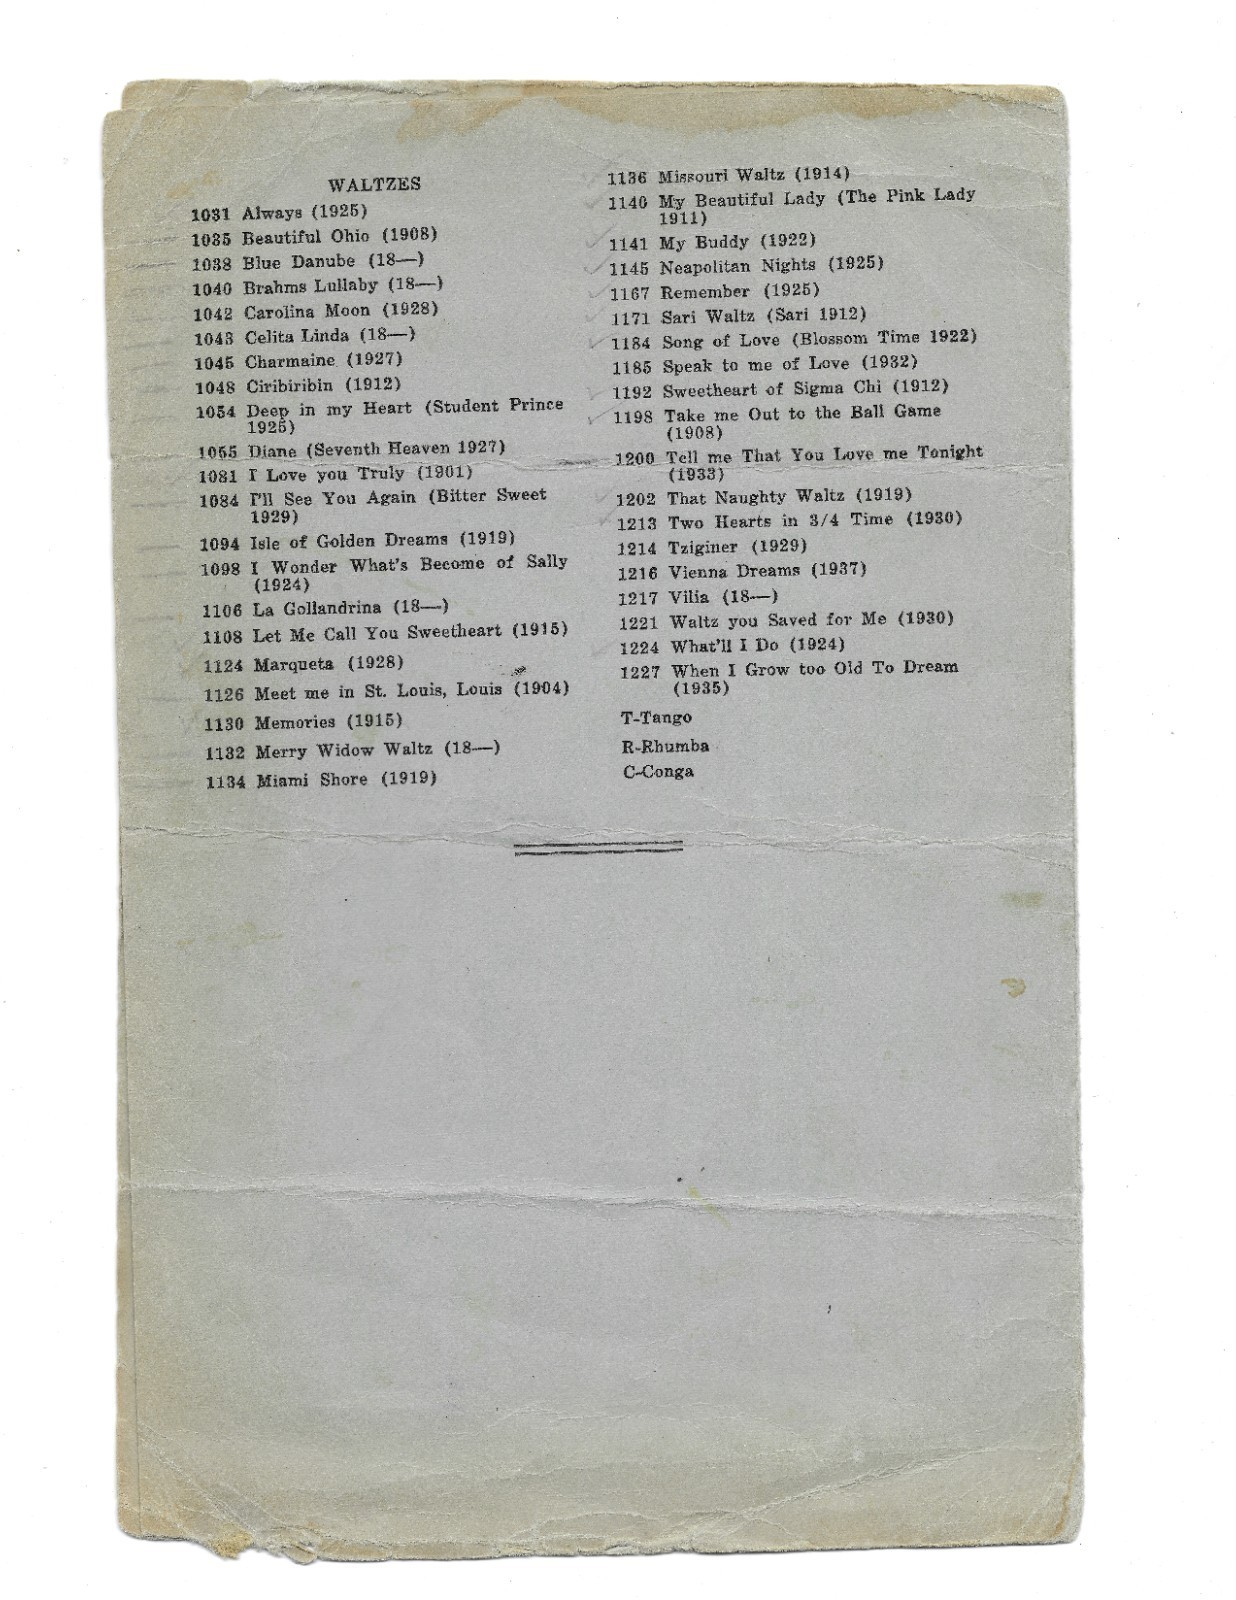 WALTZES
1031 Always (1925)
1035 Beautiful Ohio (1908)
1038 Blue Danube (18—)
1040 Brahms Lullaby (18—)
1042 Carolina Moon (1928)
1043 Celita Linda (18—)
1045 Charmaine (1927)
1048 Ciribiribin (1912)
1054 Deep in my Heart (Student Prince
1925)
1055 Diane (Seventh Heaven 1927)
1081 I Love you Truly (1901)
1084 I'll See You Again (Bitter Sweet
1929)
1094 Isle of Golden Dreams (1919)
1098 I Wonder What's Become of Sally
(1924)
1106 La Gollandrina (18—)
1108 Let Me Call You Sweetheart (1915)
1124 Marqueta (1928)
1126 Meet me in St. Louis, Louis (1904)
1130 Memories (1915)
1132 Merry Widow Waltz (18—)
1134 Miami Shore (1919)
1136 Missouri Waltz (1914)
1140 My Beautiful Lady (The Pink Lady
1911)
1141 My Buddy (1922)
1145 Neapolitan Nights (1925)
1167 Remember (1925)
1171 Sari Waltz (Sari 1912)
1184 Song of Love (Blossom Time 1922)
1185 Speak to me of Love (1932)
1192 Sweetheart of Sigma Chi (1912)
1198 Take me Out to the Ball Game
(1908)
1200 Tell me That You Love me Tonight
(1933)
1202 That Naughty Waltz (1919)
1213 Two Hearts in 3/4 Time (1930)
1214 Tziginer (1929)
1216 Vienna Dreams (1937)
1217 Vilia (18—)
1221 Waltz you Saved for Me (1930)
1224 What'll I Do (1924)
1227 When I Grow too Old To Dream
(1935)
T-Tango
R-Rhumba
C-Conga